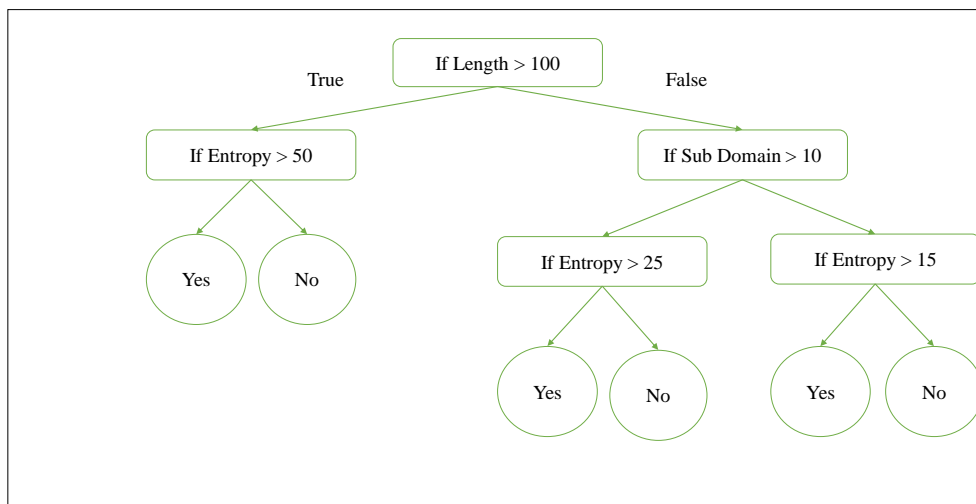 If Length > 100
True
False
If Entropy > 50
If Sub Domain > 10
If Entropy > 25
If Entropy > 15
Yes
No
Yes
No
Yes
No